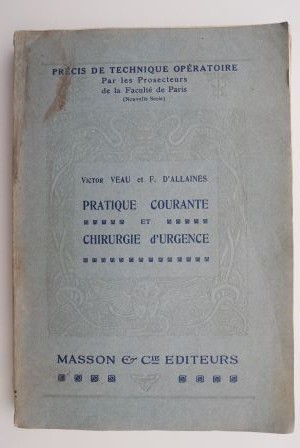 PRÉCIS DE TECHNIQUE OPÉRATOIRE
Par les Prosecteurs
de la Faculté de Paris
(Nouvelle Série)
VICTOR VEAU et F. D'ALLAINES
PRATIQUE COURANTE
ET
CHIRURGIE d'URGENCE
MASSON & Cie EDITEURS